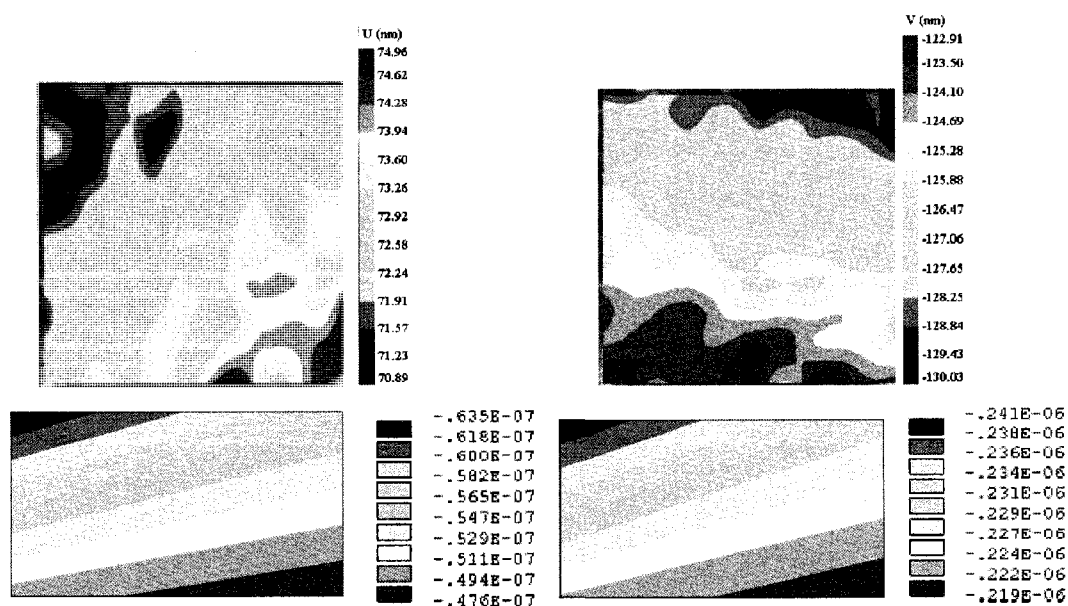 U (nm)
74.96
74.62
74.28
73.94
73.60
73.26
72.92
72.58
72.24
71.91
71.57
71.23
70.89
V (nm)
-122.91
-123.50
-124.10
-124.69
-125.28
-125.88
-126.47
-127.06
-127.65
-128.25
-128.84
-129.43
-130.03
-.635E-07
-.618E-07
-.600E-07
-.582E-07
-.565E-07
-.547E-07
-.529E-07
-.511E-07
-.494E-07
-.476E-07
-.241E-06
-.238E-06
-.236E-06
-.234E-06
-.231E-06
-.229E-06
-.227E-06
-.224E-06
-.222E-06
-.219E-06